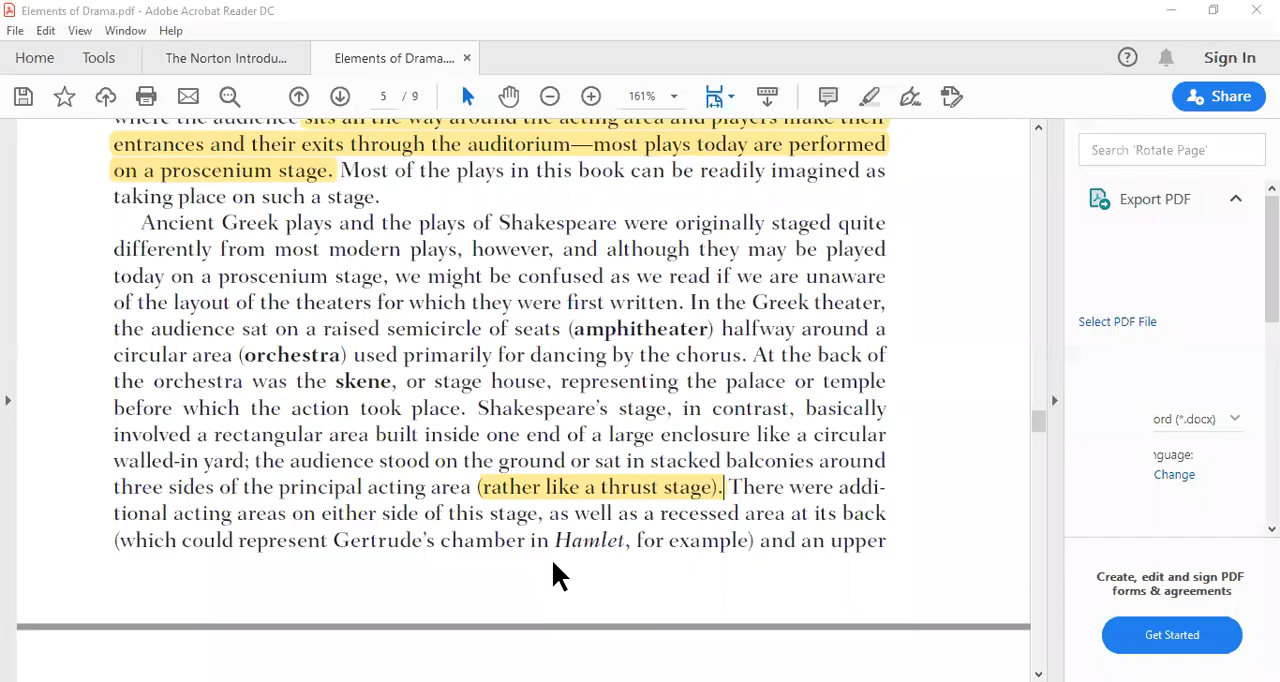 Elements of Drama.pdf - Adobe Acrobat Reader DC
File Edit View Window Help
Home Tools The Norton Introdu... Elements of Drama.... × Sign In
5 / 9 161% Share
where the audience sits all the way around the acting area and players make their
entrances and their exits through the auditorium—most plays today are performed
on a proscenium stage. Most of the plays in this book can be readily imagined as
taking place on such a stage.
Ancient Greek plays and the plays of Shakespeare were originally staged quite
differently from most modern plays, however, and although they may be played
today on a proscenium stage, we might be confused as we read if we are unaware
of the layout of the theaters for which they were first written. In the Greek theater,
the audience sat on a raised semicircle of seats (amphitheater) halfway around a
circular area (orchestra) used primarily for dancing by the chorus. At the back of
the orchestra was the skene, or stage house, representing the palace or temple
before which the action took place. Shakespeare's stage, in contrast, basically
involved a rectangular area built inside one end of a large enclosure like a circular
walled-in yard; the audience stood on the ground or sat in stacked balconies around
three sides of the principal acting area (rather like a thrust stage). There were addi-
tional acting areas on either side of this stage, as well as a recessed area at its back
(which could represent Gertrude's chamber in Hamlet, for example) and an upper
Search 'Rotate Page'
Export PDF
Select PDF File
ord (*.docx)
nguage:
Change
Create, edit and sign PDF
forms & agreements
Get Started